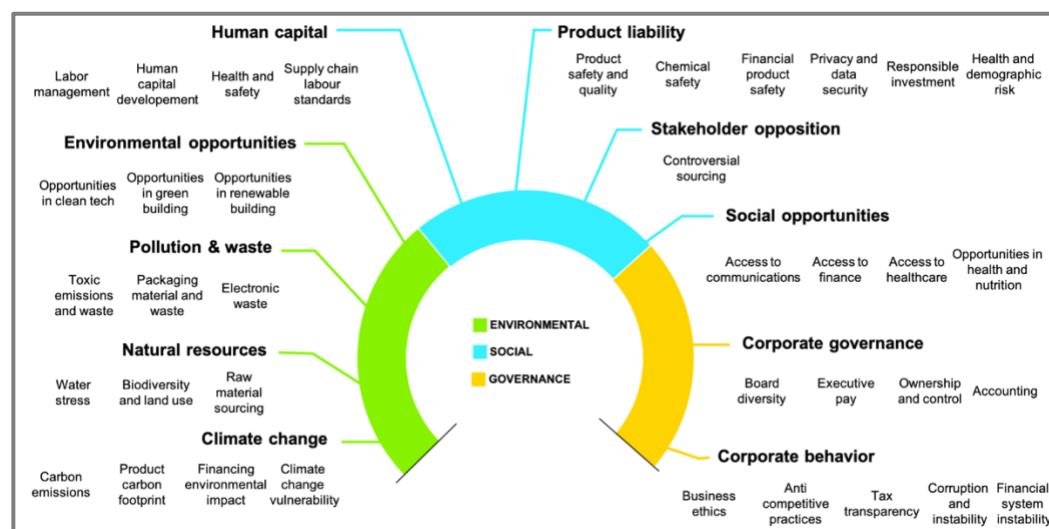 Human capital
Labor
management
Human
capital
developement
Health and
safety
Supply chain
labour
standards
Product liability
Product
safety and
quality
Chemical
safety
Financial
product
safety
Privacy and
data
security
Responsible
investment
Health and
demographic
risk
Environmental opportunities
Opportunities
in clean tech
Opportunities
in green
building
Opportunities
in renewable
building
Stakeholder opposition
Controversial
sourcing
Pollution & waste
Toxic
emissions
and waste
Packaging
material and
waste
Electronic
waste
Social opportunities
Access to
communications
Access to
finance
Access to
healthcare
Opportunities in
health and
nutrition
ENVIRONMENTAL
SOCIAL
GOVERNANCE
Natural resources
Water
stress
Biodiversity
and land use
Raw
material
sourcing
Corporate governance
Board
diversity
Executive
pay
Ownership
and control
Accounting
Climate change
Carbon
emissions
Product
carbon
footprint
Financing
environmental
impact
Climate
change
vulnerability
Corporate behavior
Business
ethics
Anti
competitive
practices
Tax
transparency
Corruption
and
instability
Financial
system
instability